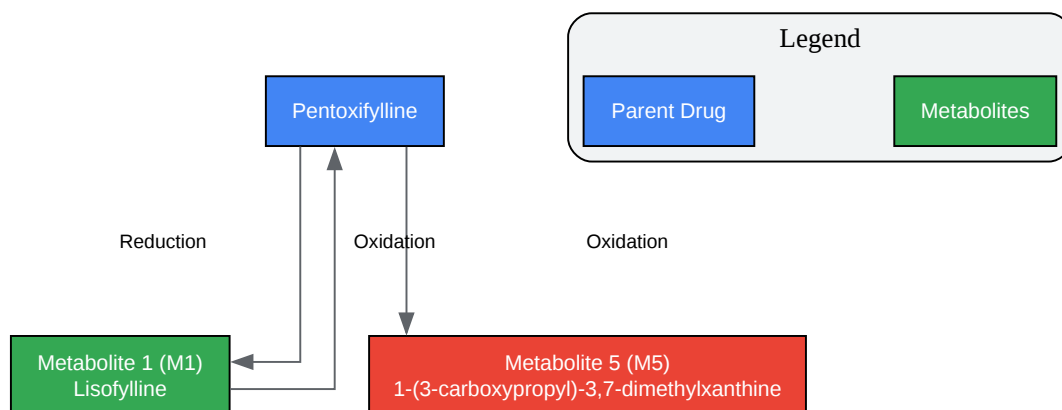 Legend
Pentoxifylline
Parent Drug
Metabolites
Reduction
Oxidation
Oxidation
Metabolite 1 (M1)
Lisofylline
Metabolite 5 (M5)
1-(3-carboxypropyl)-3,7-dimethylxanthine